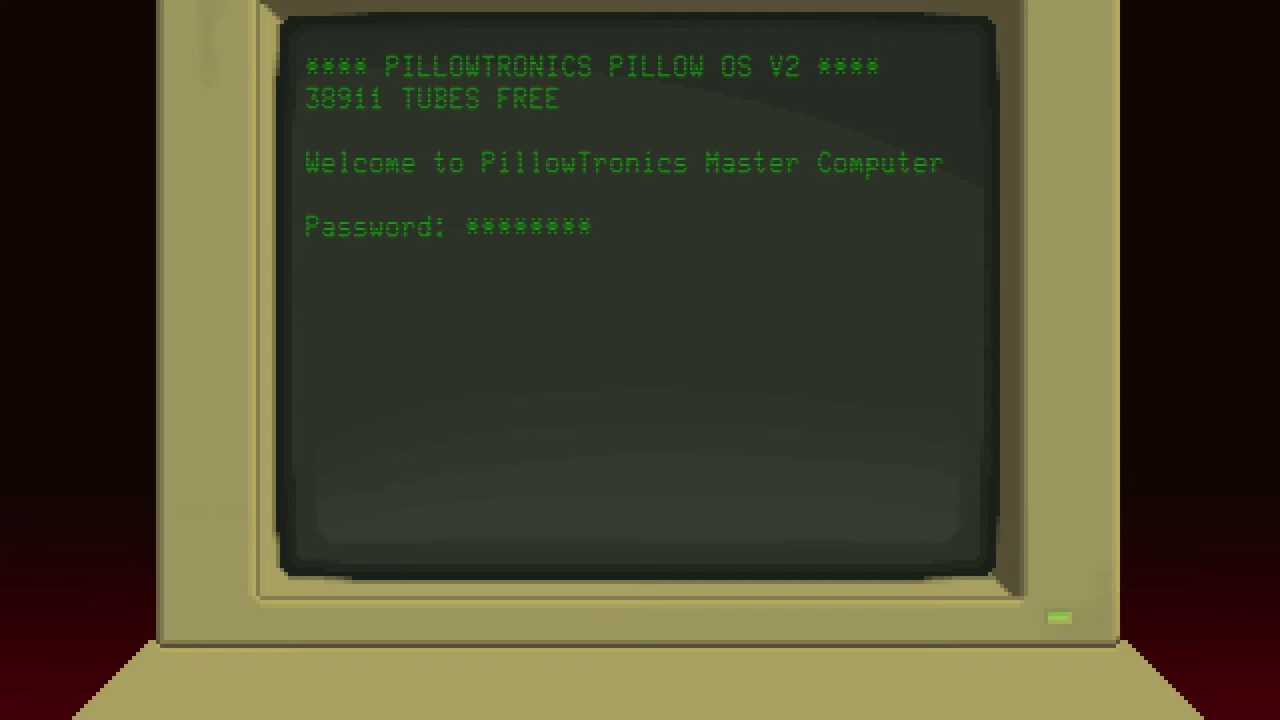 **** PILLOWTRONICS PILLOW OS V2 ****
38911 TUBES FREE
Welcome to PillowTronics Master Computer
Password: ********